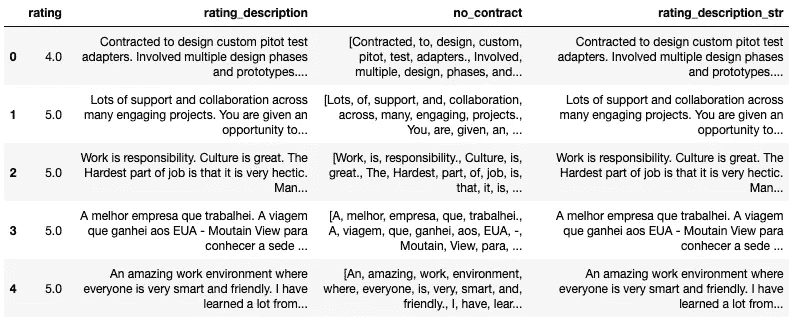 rating rating_description no_contract rating_description_str
0 4.0 Contracted to design custom pitot test adapters. Involved multiple design phases and prototypes.... [Contracted, to, design, custom, pitot, test, adapters., Involved, multiple, design, phases, and... Contracted to design custom pitot test adapters. Involved multiple design phases and prototypes....
1 5.0 Lots of support and collaboration across many engaging projects. You are given an opportunity to... [Lots, of, support, and, collaboration, across, many, engaging, projects., You, are, given, an, ... Lots of support and collaboration across many engaging projects. You are given an opportunity to...
2 5.0 Work is responsibility. Culture is great. The Hardest part of job is that it is very hectic. Man... [Work, is, responsibility., Culture, is, great., The, Hardest, part, of, job, is, that, it, is, ... Work is responsibility. Culture is great. The Hardest part of job is that it is very hectic. Man...
3 5.0 A melhor empresa que trabalhei. A viagem que ganhei aos EUA - Moutain View para conhecer a sede ... [A, melhor, empresa, que, trabalhei., A, viagem, que, ganhei, aos, EUA, -, Moutain, View, para, ... A melhor empresa que trabalhei. A viagem que ganhei aos EUA - Moutain View para conhecer a sede ...
4 5.0 An amazing work environment where everyone is very smart and friendly. I have learned a lot from... [An, amazing, work, environment, where, everyone, is, very, smart, and, friendly., I, have, lear... An amazing work environment where everyone is very smart and friendly. I have learned a lot from...